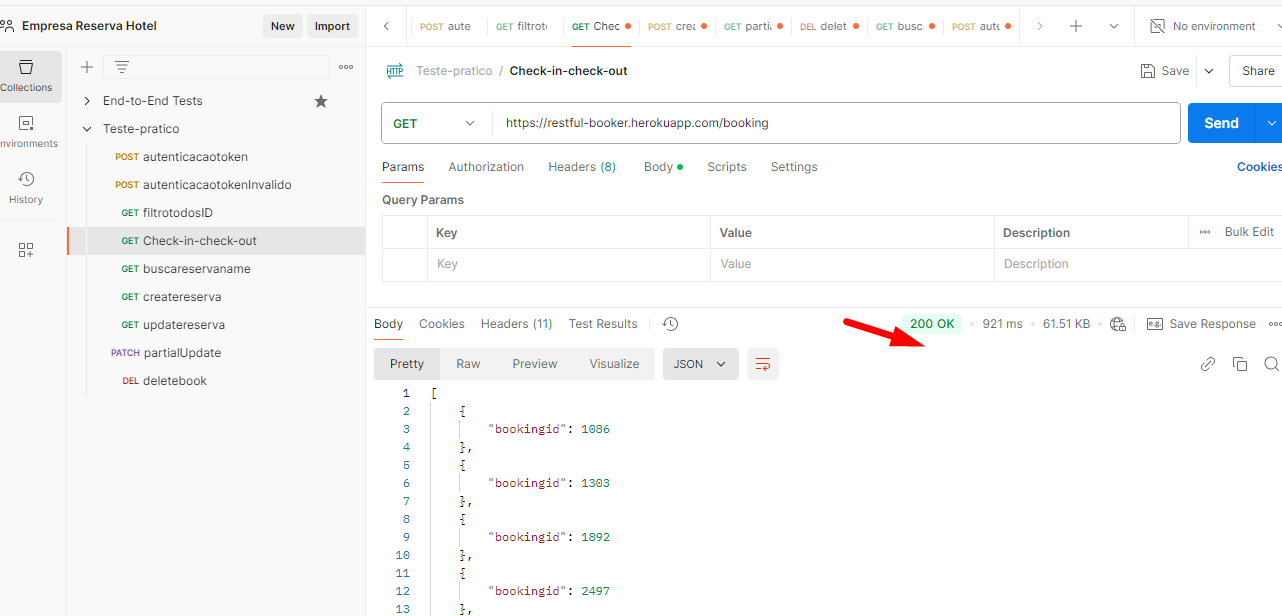 Empresa Reserva Hotel
New
Import
POST aute
GET filtrote
GET Chec
POST crea
GET partia
DEL delet
GET busc
POST aute
No environment
Collections
nvironments
History
End-to-End Tests
Teste-pratico
POST autenticacaotoken
POST autenticacaotokenInvalido
GET filtrotodosID
GET Check-in-check-out
GET buscareservaname
GET createreserva
GET updatereserva
PATCH partialUpdate
DEL deletebook
HTTP Teste-pratico / Check-in-check-out
Save
Share
GET https://restful-booker.herokuapp.com/booking
Send
Params Authorization Headers (8) Body Scripts Settings
Cookies
Query Params
Key Value Description Bulk Edit
Key Value Description
Body Cookies Headers (11) Test Results
200 OK 921 ms 61.51 KB e.g. Save Response
Pretty Raw Preview Visualize JSON
1 [
2 {
3 "bookingid": 1086
4 },
5 {
6 "bookingid": 1303
7 },
8 {
9 "bookingid": 1892
10 },
11 {
12 "bookingid": 2497
13 },